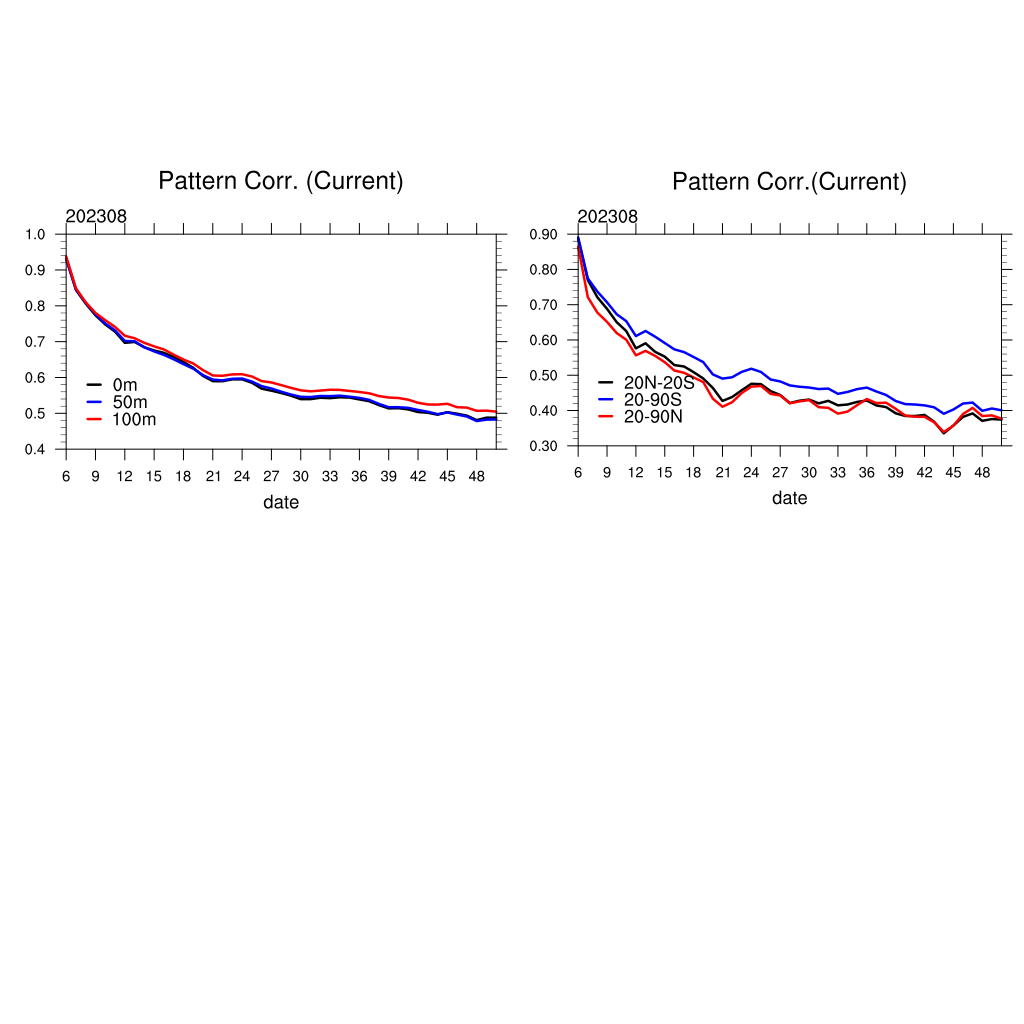 Pattern Corr. (Current)
202308
1.0
0.9
0.8
0.7
0.6
0.5
0.4
0m
50m
100m
6 9 12 15 18 21 24 27 30 33 36 39 42 45 48
date
Pattern Corr.(Current)
202308
0.90
0.80
0.70
0.60
0.50
0.40
0.30
20N-20S
20-90S
20-90N
6 9 12 15 18 21 24 27 30 33 36 39 42 45 48
date